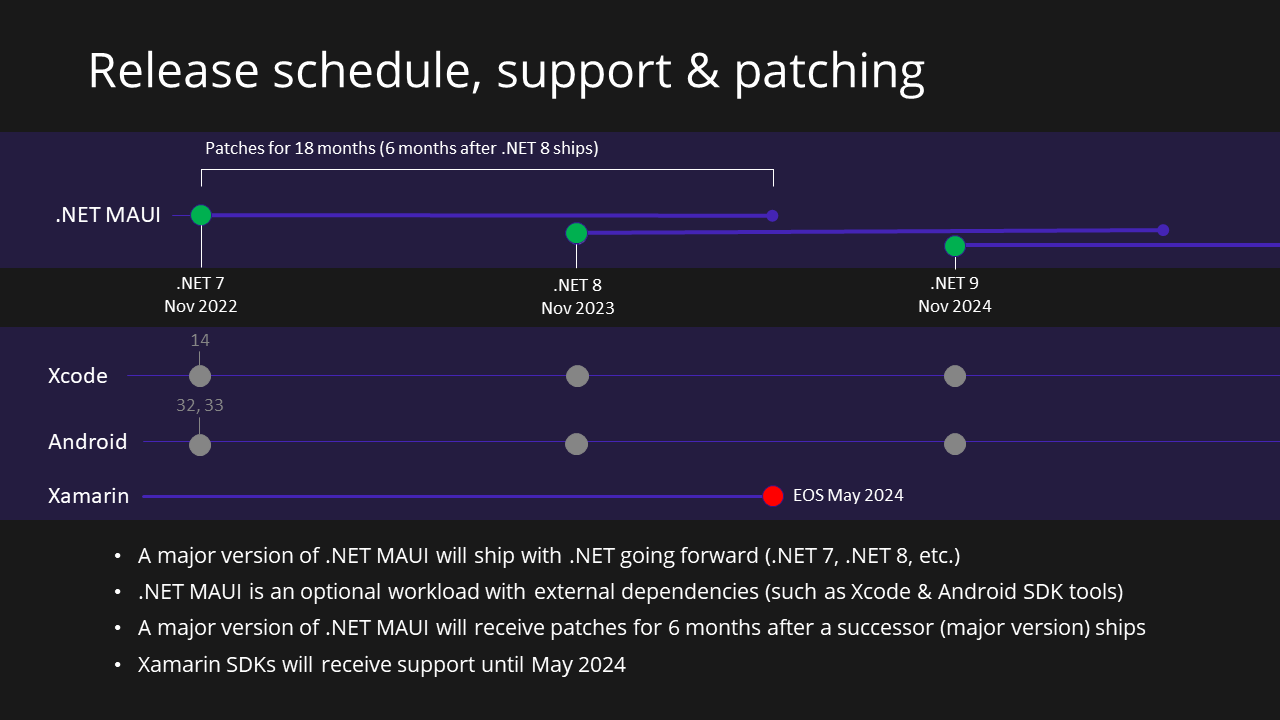 Release schedule, support & patching
Patches for 18 months (6 months after .NET 8 ships)
.NET MAUI
.NET 7
Nov 2022
.NET 8
Nov 2023
.NET 9
Nov 2024
14
Xcode
32, 33
Android
Xamarin
EOS May 2024
• A major version of .NET MAUI will ship with .NET going forward (.NET 7, .NET 8, etc.)
• .NET MAUI is an optional workload with external dependencies (such as Xcode & Android SDK tools)
• A major version of .NET MAUI will receive patches for 6 months after a successor (major version) ships
• Xamarin SDKs will receive support until May 2024